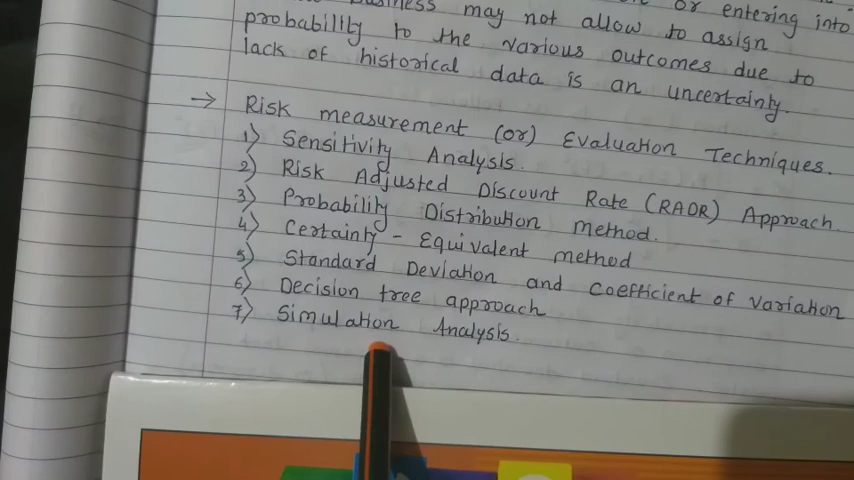 business may not or entering into
probability to the various allow to assign
lack of historical data is outcomes due to
an uncertainty.
→ Risk measurement (or) Evaluation Techniques.
1) Sensitivity Analysis.
2) Risk Adjusted Discount Rate (RADR) Approach.
3) Probability Distribution method.
4) Certainty - Equivalent method
5) Standard Deviation and Coefficient of Variation
6) Decision tree approach
7) Simulation Analysis.